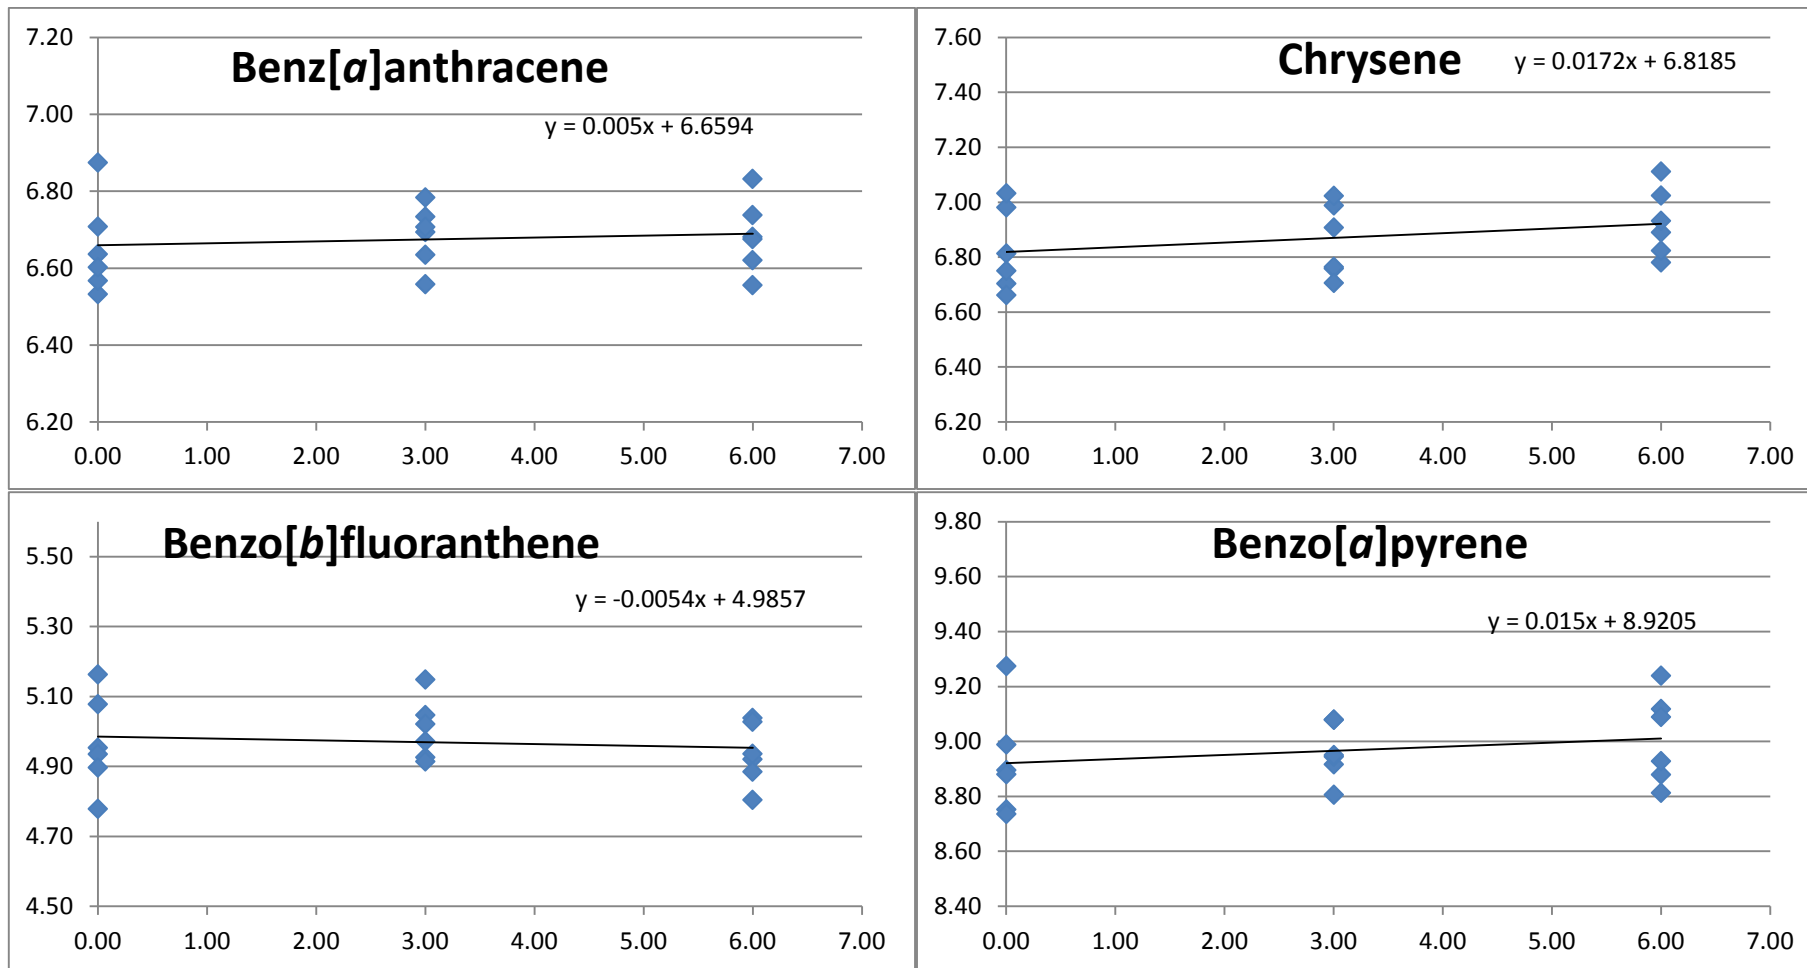 Benz[a]anthracene
y = 0.005x + 6.6594
7.20
7.00
6.80
6.60
6.40
6.20
0.00 1.00 2.00 3.00 4.00 5.00 6.00 7.00
Chrysene
y = 0.0172x + 6.8185
7.60
7.40
7.20
7.00
6.80
6.60
6.40
6.20
0.00 1.00 2.00 3.00 4.00 5.00 6.00 7.00
Benzo[b]fluoranthene
y = -0.0054x + 4.9857
5.50
5.30
5.10
4.90
4.70
4.50
0.00 1.00 2.00 3.00 4.00 5.00 6.00 7.00
Benzo[a]pyrene
y = 0.015x + 8.9205
9.80
9.60
9.40
9.20
9.00
8.80
8.60
8.40
0.00 1.00 2.00 3.00 4.00 5.00 6.00 7.00